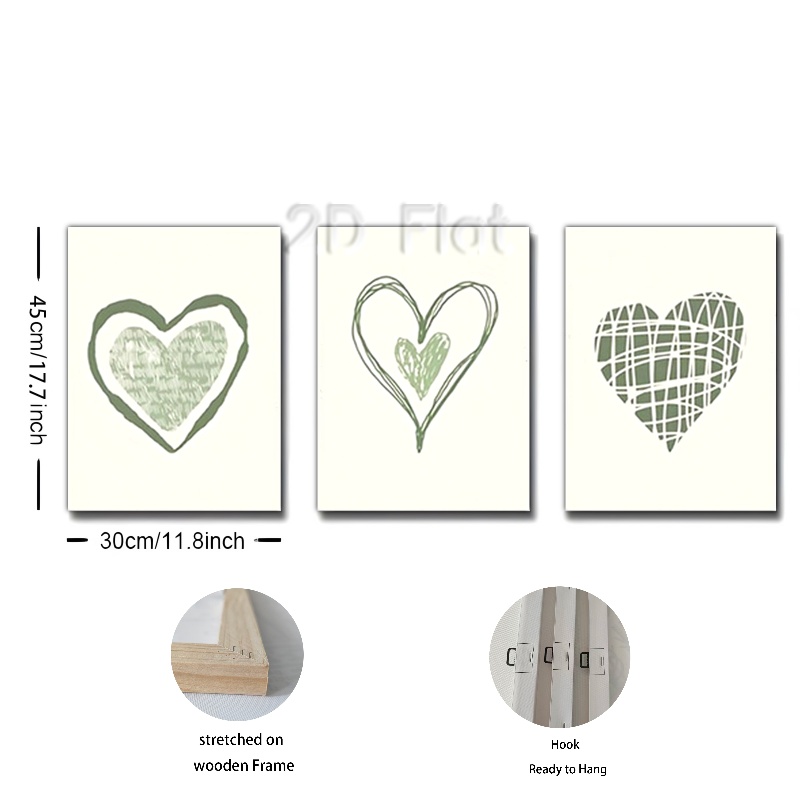 2D Flat
45cm/17.7inch
30cm/11.8inch
stretched on
wooden Frame
Hook
Ready to Hang